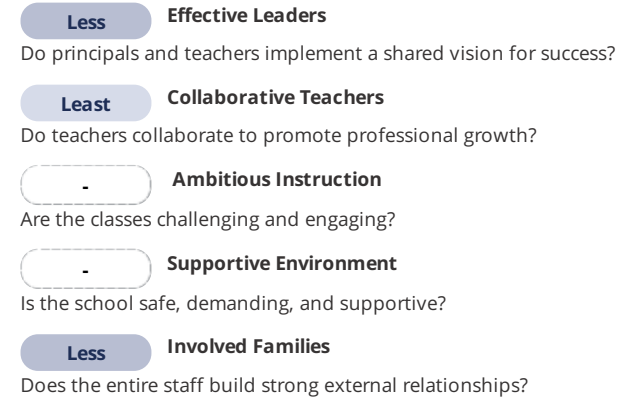 Less Effective Leaders
Do principals and teachers implement a shared vision for success?
Least Collaborative Teachers
Do teachers collaborate to promote professional growth?
- Ambitious Instruction
Are the classes challenging and engaging?
- Supportive Environment
Is the school safe, demanding, and supportive?
Less Involved Families
Does the entire staff build strong external relationships?